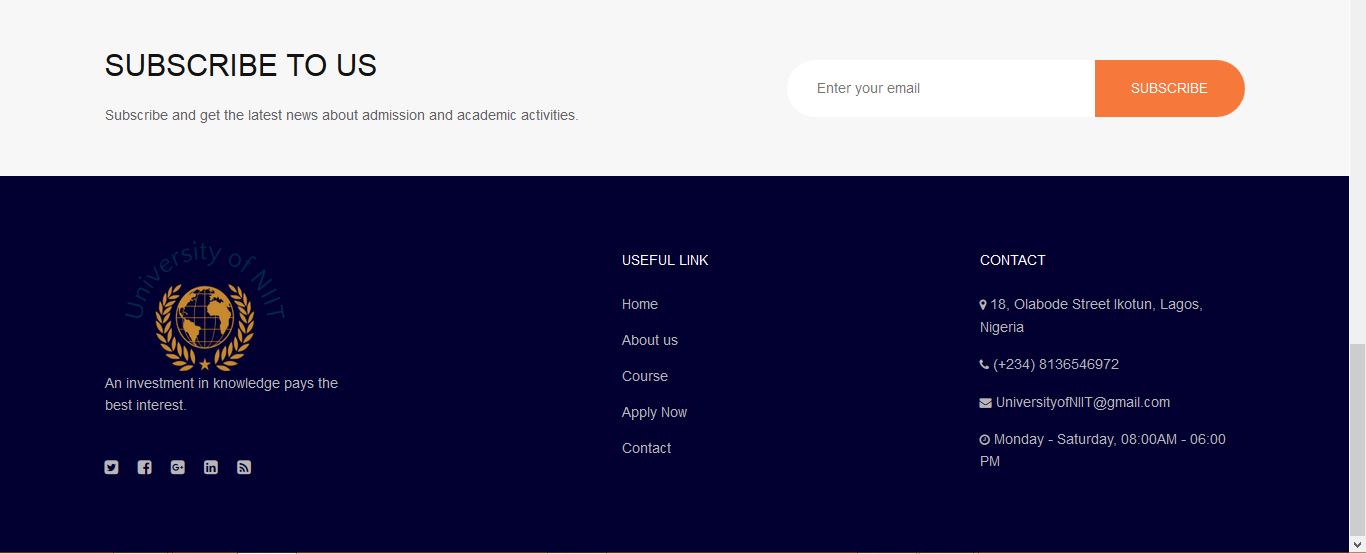 SUBSCRIBE TO US
Subscribe and get the latest news about admission and academic activities.
Enter your email
SUBSCRIBE
University of NIIT
An investment in knowledge pays the
best interest.
USEFUL LINK
Home
About us
Course
Apply Now
Contact
CONTACT
18, Olabode Street Ikotun, Lagos,
Nigeria
(+234) 8136546972
UniversityofNIIT@gmail.com
Monday - Saturday, 08:00AM - 06:00
PM